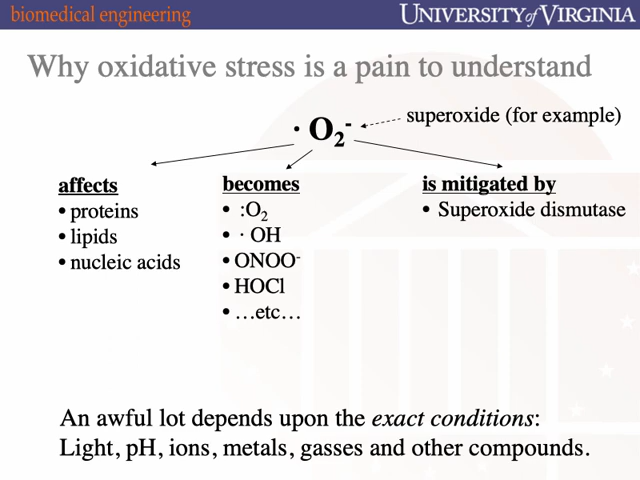 biomedical engineering
UNIVERSITY of VIRGINIA
Why oxidative stress is a pain to understand
superoxide (for example)
· O₂⁻
affects
• proteins
• lipids
• nucleic acids
becomes
• :O₂
• · OH
• ONOO⁻
• HOCl
• …etc…
is mitigated by
• Superoxide dismutase
An awful lot depends upon the exact conditions:
Light, pH, ions, metals, gasses and other compounds.